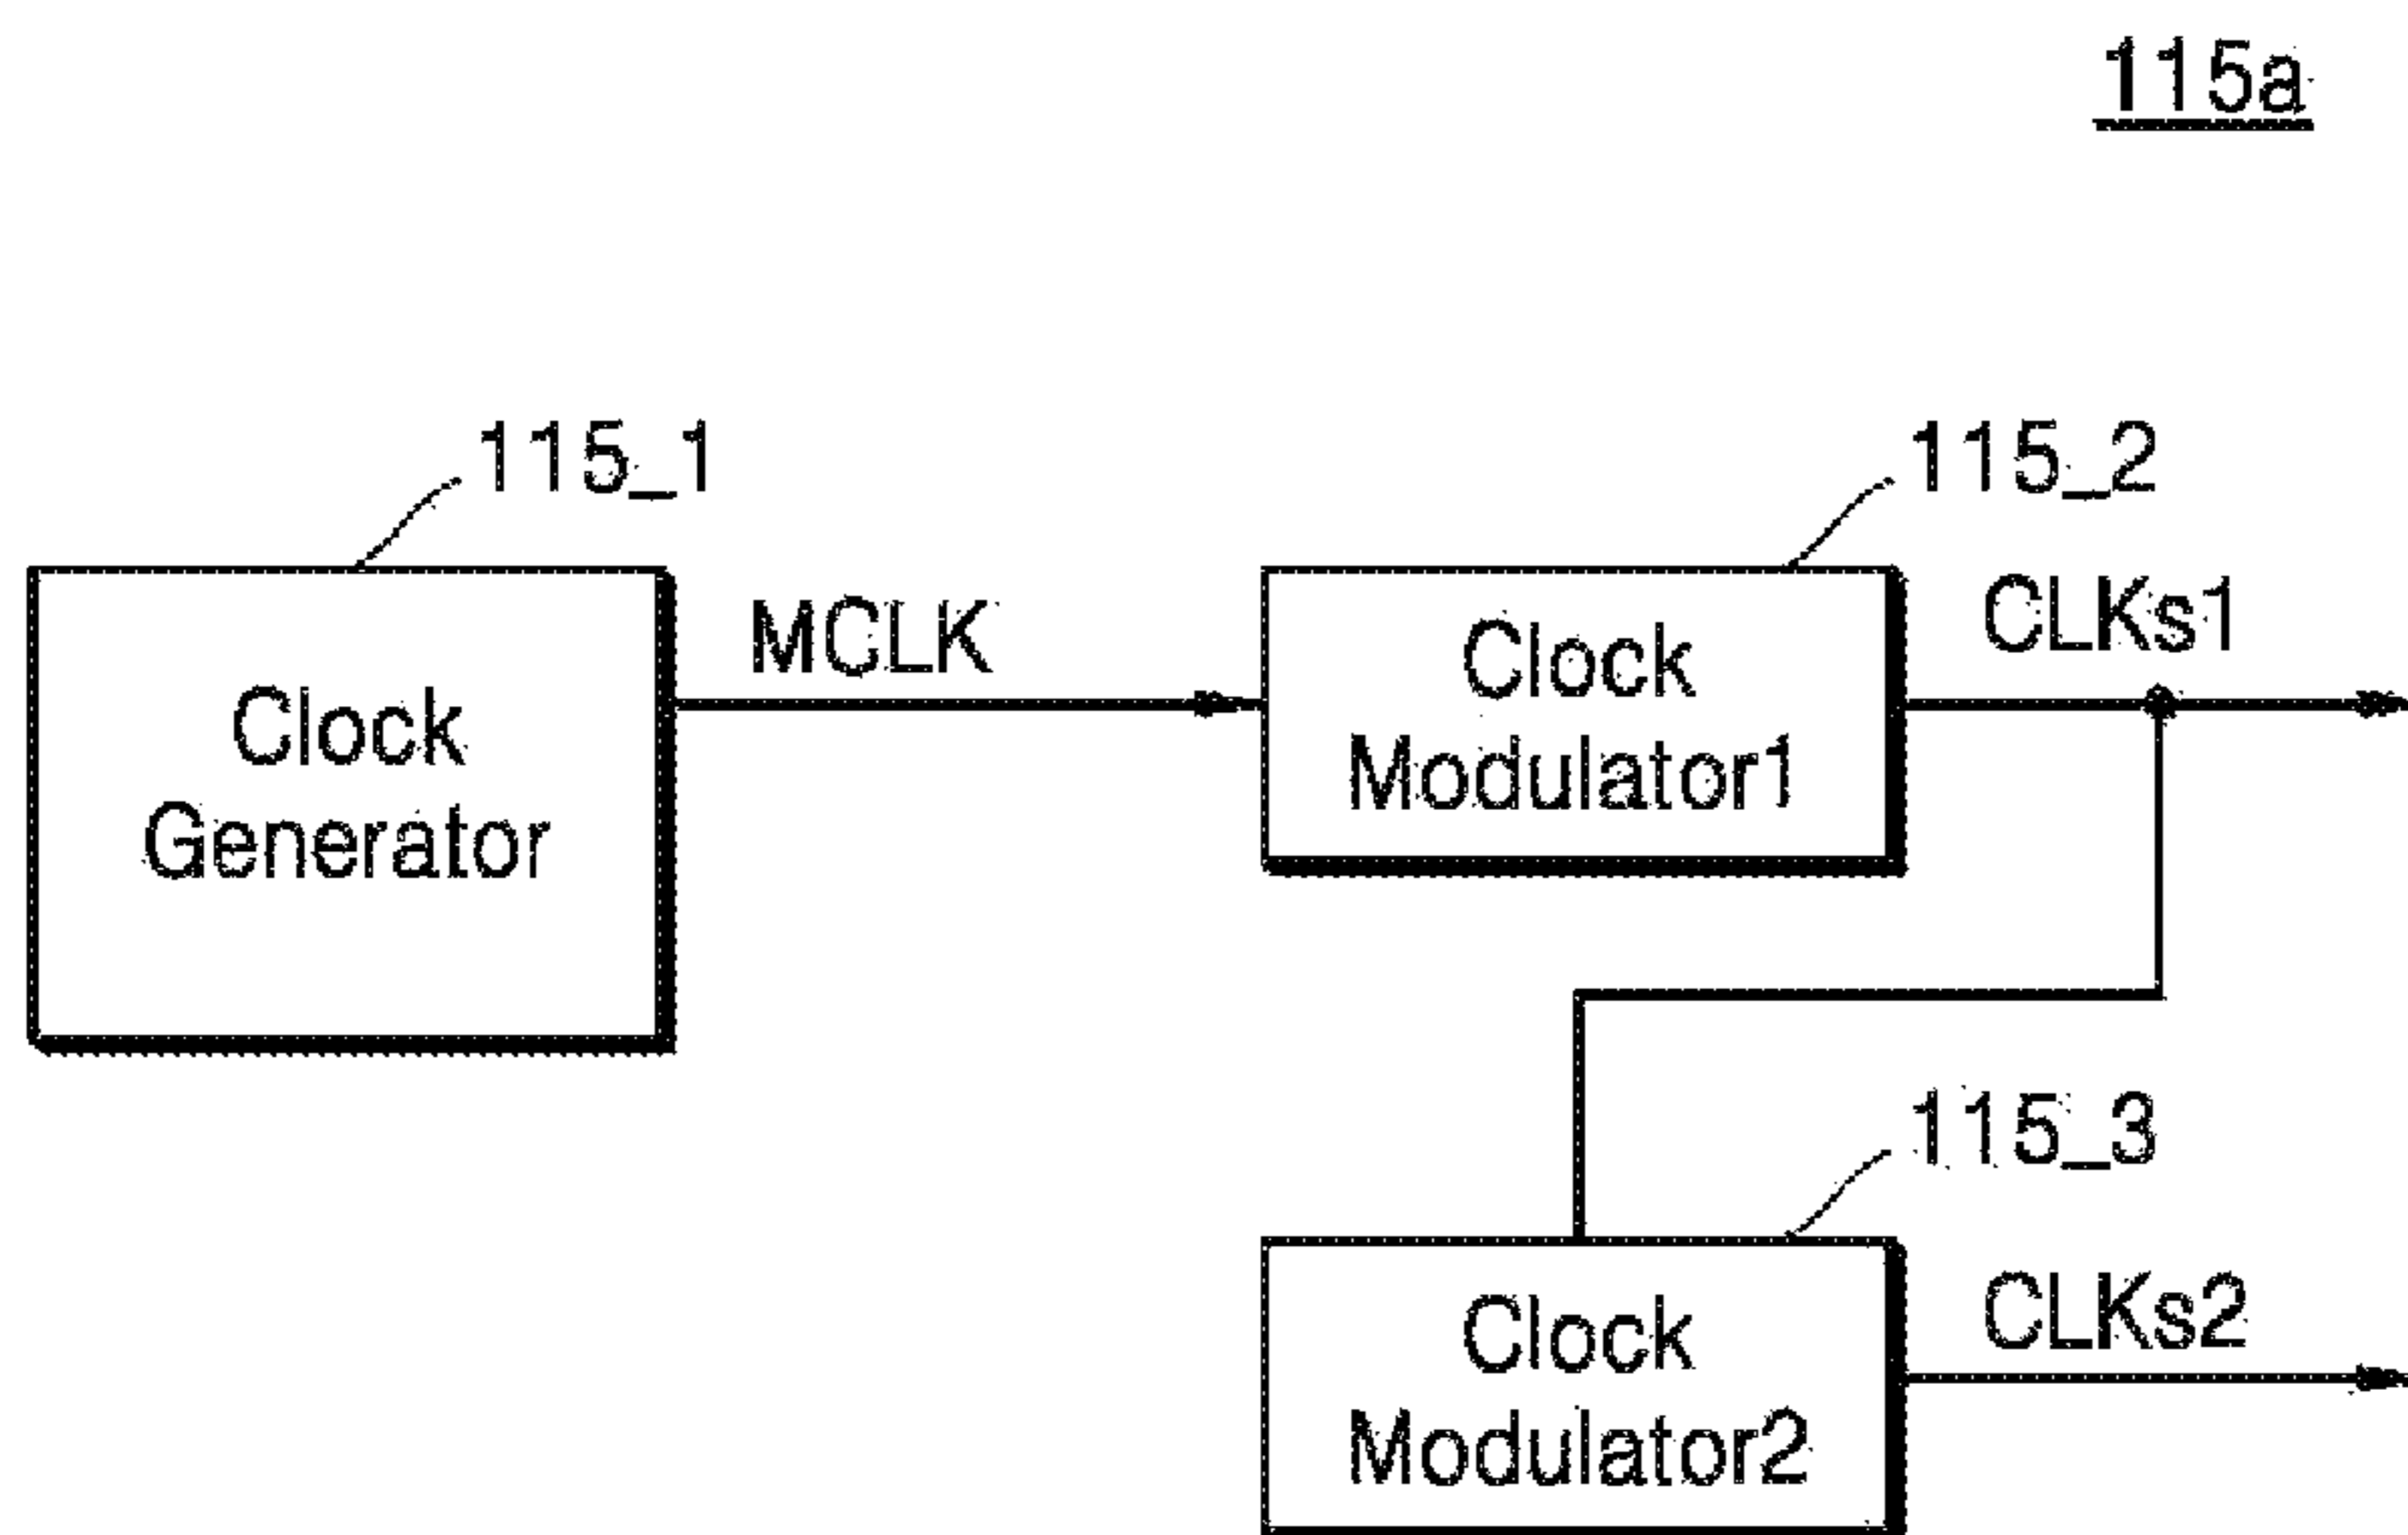 115a
115_1
115_2
MCLK
CLKs1
Clock
Generator
Clock
Modulator1
115_3
CLKs2
Clock
Modulator2